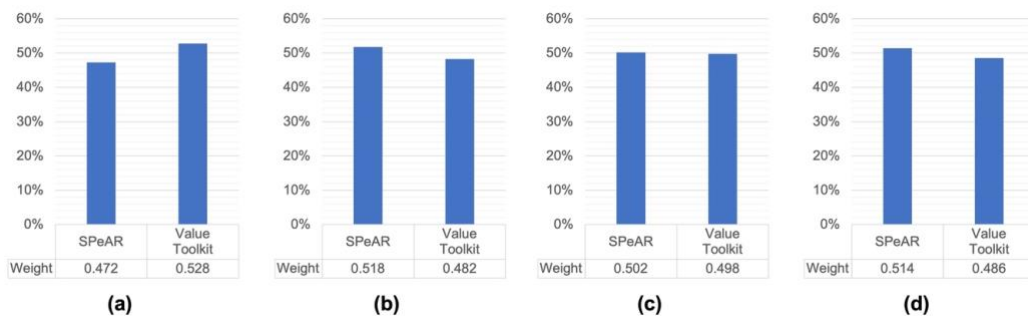 60%
50%
40%
30%
20%
10%
0%
SPeAR
Value
Toolkit
Weight 0.472 0.528
(a)
60%
50%
40%
30%
20%
10%
0%
SPeAR
Value
Toolkit
Weight 0.518 0.482
(b)
60%
50%
40%
30%
20%
10%
0%
SPeAR
Value
Toolkit
Weight 0.502 0.498
(c)
60%
50%
40%
30%
20%
10%
0%
SPeAR
Value
Toolkit
Weight 0.514 0.486
(d)